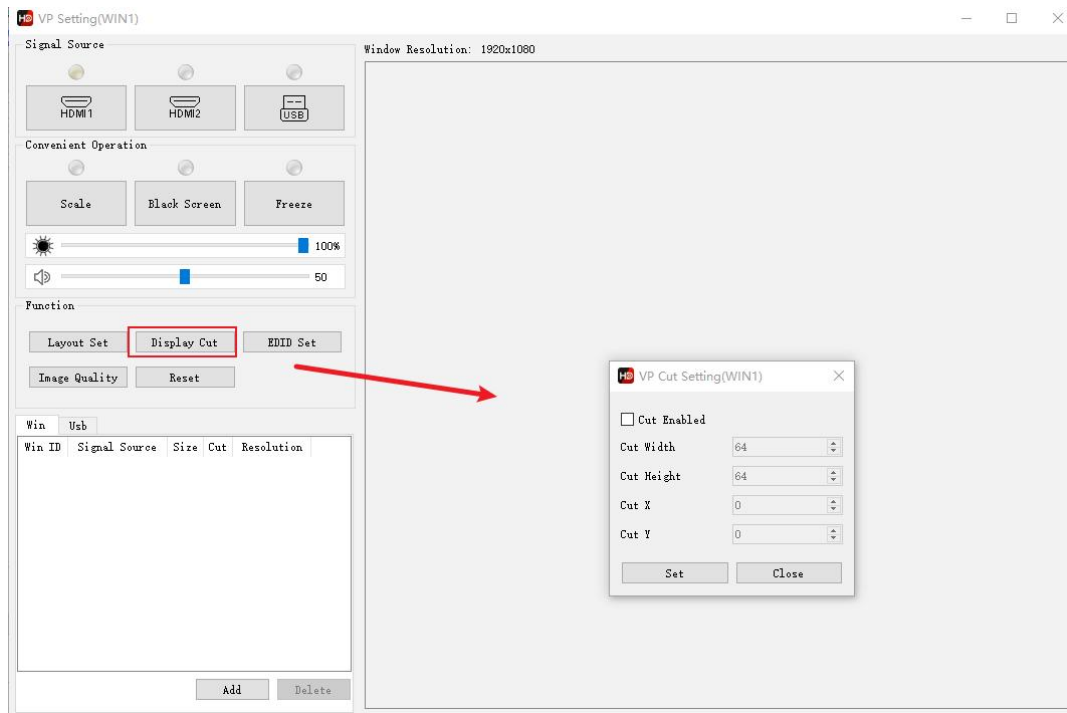 HD VP Setting(WIN1)
Signal Source
Window Resolution: 1920x1080
HDMI1 HDMI2 USB
Convenient Operation
Scale Black Screen Freeze
100%
50
Function
Layout Set Display Cut EDID Set
Image Quality Reset
Win Usb
Win ID Signal Source Size Cut Resolution
Add Delete
HD VP Cut Setting(WIN1)
Cut Enabled
Cut Width 64
Cut Height 64
Cut X 0
Cut Y 0
Set Close